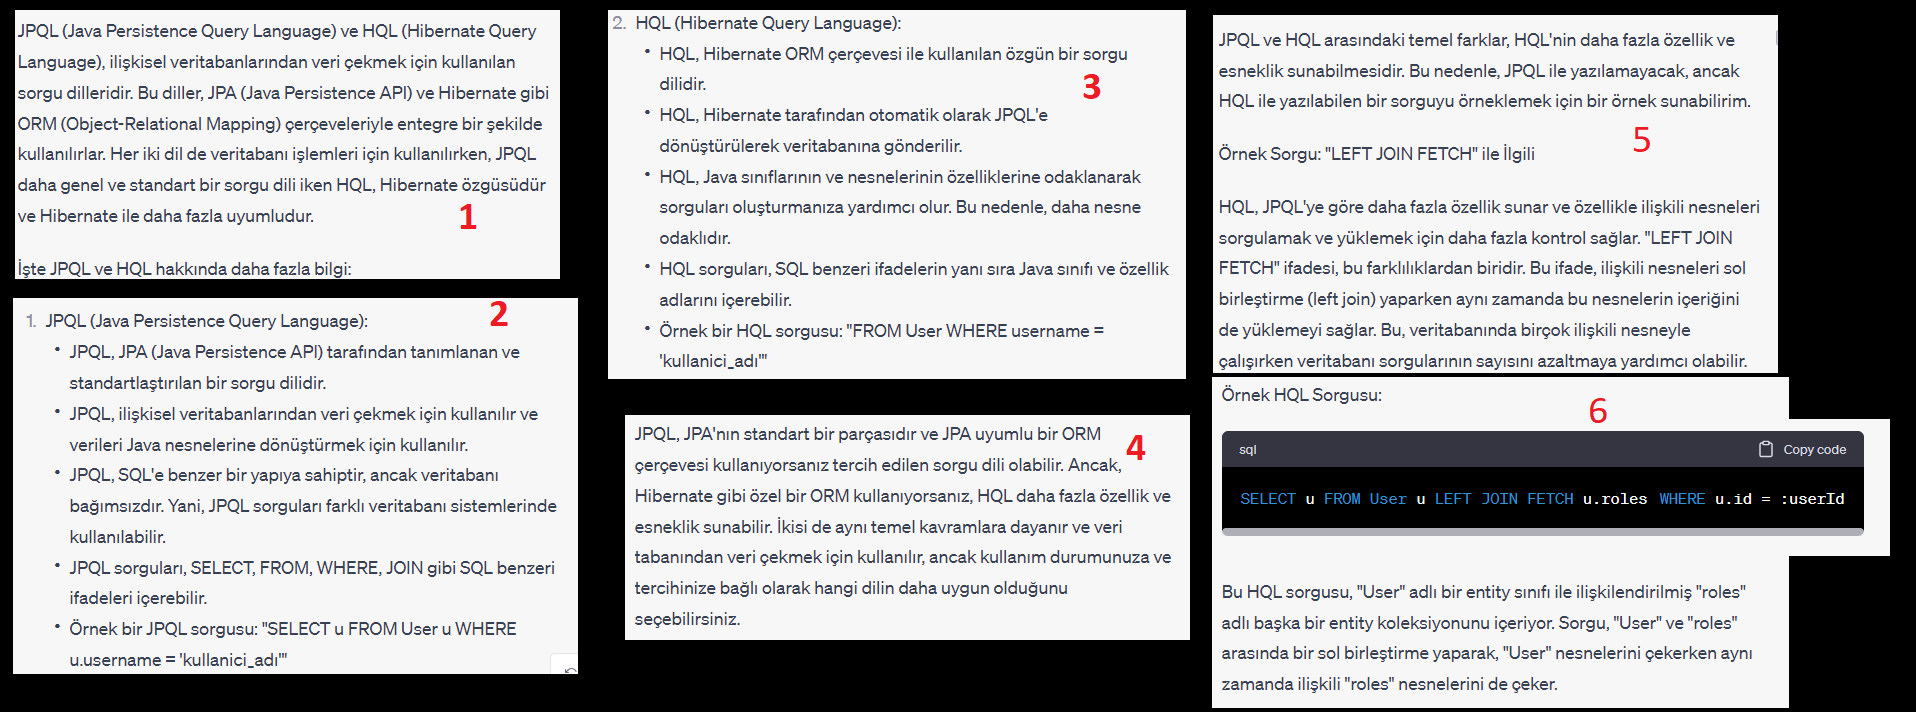 JPQL (Java Persistence Query Language) ve HQL (Hibernate Query
Language), ilişkisel veritabanlarından veri çekmek için kullanılan
sorgu dilleridir. Bu diller, JPA (Java Persistence API) ve Hibernate gibi
ORM (Object-Relational Mapping) çerçeveleriyle entegre bir şekilde
kullanılırlar. Her iki dil de veritabanı işlemleri için kullanılırken, JPQL
daha genel ve standart bir sorgu dili iken HQL, Hibernate özgüsüdür
ve Hibernate ile daha fazla uyumludur.
1
İşte JPQL ve HQL hakkında daha fazla bilgi:
2
1. JPQL (Java Persistence Query Language):
• JPQL, JPA (Java Persistence API) tarafından tanımlanan ve
standartlaştırılan bir sorgu dilidir.
• JPQL, ilişkisel veritabanlarından veri çekmek için kullanılır ve
verileri Java nesnelerine dönüştürmek için kullanılır.
• JPQL, SQL'e benzer bir yapıya sahiptir, ancak veritabanı
bağımsızdır. Yani, JPQL sorguları farklı veritabanı sistemlerinde
kullanılabilir.
• JPQL sorguları, SELECT, FROM, WHERE, JOIN gibi SQL benzeri
ifadeleri içerebilir.
• Örnek bir JPQL sorgusu: "SELECT u FROM User u WHERE
u.username = 'kullanici_adı'"
2. HQL (Hibernate Query Language):
• HQL, Hibernate ORM çerçevesi ile kullanılan özgün bir sorgu
dilidir.
3
• HQL, Hibernate tarafından otomatik olarak JPQL'e
dönüştürülerek veritabanına gönderilir.
• HQL, Java sınıflarının ve nesnelerinin özelliklerine odaklanarak
sorguları oluşturmanıza yardımcı olur. Bu nedenle, daha nesne
odaklıdır.
• HQL sorguları, SQL benzeri ifadelerin yanı sıra Java sınıfı ve özellik
adlarını içerebilir.
• Örnek bir HQL sorgusu: "FROM User WHERE username =
'kullanici_adı'"
JPQL, JPA'nın standart bir parçasıdır ve JPA uyumlu bir ORM
4
çerçevesi kullanıyorsanız tercih edilen sorgu dili olabilir. Ancak,
Hibernate gibi özel bir ORM kullanıyorsanız, HQL daha fazla özellik ve
esneklik sunabilir. İkisi de aynı temel kavramlara dayanır ve veri
tabanından veri çekmek için kullanılır, ancak kullanım durumunuza ve
tercihinize bağlı olarak hangi dilin daha uygun olduğunu
seçebilirsiniz.
JPQL ve HQL arasındaki temel farklar, HQL'nin daha fazla özellik ve
esneklik sunabilmesidir. Bu nedenle, JPQL ile yazılamayacak, ancak
HQL ile yazılabilen bir sorguyu örneklemek için bir örnek sunabilirim.
5
Örnek Sorgu: "LEFT JOIN FETCH" ile İlgili
HQL, JPQL'ye göre daha fazla özellik sunar ve özellikle ilişkili nesneleri
sorgulamak ve yüklemek için daha fazla kontrol sağlar. "LEFT JOIN
FETCH" ifadesi, bu farklılıklardan biridir. Bu ifade, ilişkili nesneleri sol
birleştirme (left join) yaparken aynı zamanda bu nesnelerin içeriğini
de yüklemeyi sağlar. Bu, veritabanında birçok ilişkili nesneyle
çalışırken veritabanı sorgularının sayısını azaltmaya yardımcı olabilir.
Örnek HQL Sorgusu:
6
sql Copy code
SELECT u FROM User u LEFT JOIN FETCH u.roles WHERE u.id = :userId
Bu HQL sorgusu, "User" adlı bir entity sınıfı ile ilişkilendirilmiş "roles"
adlı başka bir entity koleksiyonunu içeriyor. Sorgu, "User" ve "roles"
arasında bir sol birleştirme yaparak, "User" nesnelerini çekerken aynı
zamanda ilişkili "roles" nesnelerini de çeker.